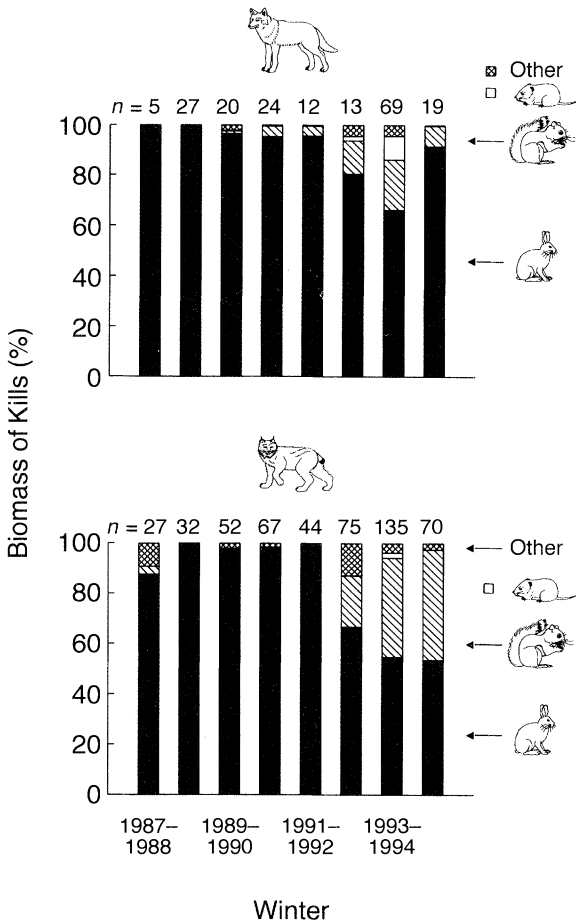 Other
n = 5 27 20 24 12 13 69 19
100
80
60
40
20
0
Biomass of Kills (%)
n = 27 32 52 67 44 75 135 70
100
80
60
40
20
0
Other
1987– 1989– 1991– 1993–
1988 1990 1992 1994
Winter